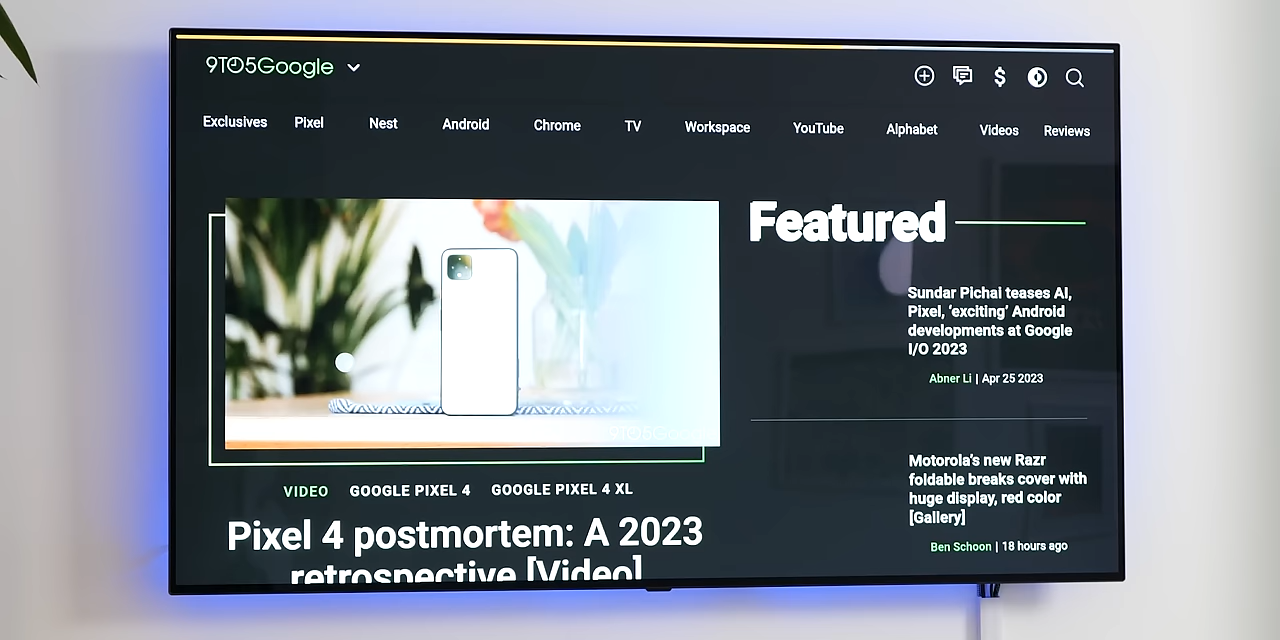 9TO5Google
Exclusives Pixel Nest Android Chrome TV Workspace YouTube Alphabet Videos Reviews
9TO5Google
VIDEO GOOGLE PIXEL 4 GOOGLE PIXEL 4 XL
Pixel 4 postmortem: A 2023
retrospective [Video]
Featured
Sundar Pichai teases AI,
Pixel, ‘exciting’ Android
developments at Google
I/O 2023
Abner Li | Apr 25 2023
Motorola's new Razr
foldable breaks cover with
huge display, red color
[Gallery]
Ben Schoon | 18 hours ago